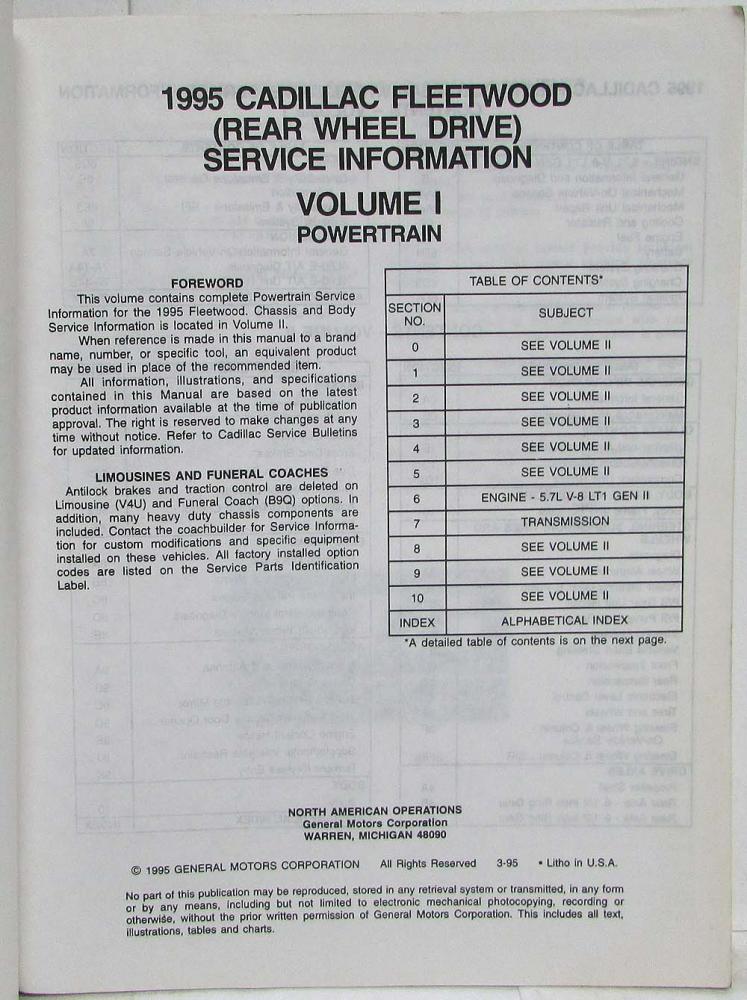 1995 CADILLAC FLEETWOOD
(REAR WHEEL DRIVE)
SERVICE INFORMATION
VOLUME I
POWERTRAIN
FOREWORD
This volume contains complete Powertrain Service
Information for the 1995 Fleetwood. Chassis and Body
Service Information is located in Volume II.
When reference is made in this manual to a brand
name, number, or specific tool, an equivalent product
may be used in place of the recommended item.
All information, illustrations, and specifications
contained in this Manual are based on the latest
product information available at the time of publication
approval. The right is reserved to make changes at any
time without notice. Refer to Cadillac Service Bulletins
for updated information.
LIMOUSINES AND FUNERAL COACHES
Antilock brakes and traction control are deleted on
Limousine (V4U) and Funeral Coach (B9Q) options. In
addition, many heavy duty chassis components are
included. Contact the coachbuilder for Service Informa-
tion for custom modifications and specific equipment
installed on these vehicles. All factory installed option
codes are listed on the Service Parts Identification
Label.
TABLE OF CONTENTS*
SECTION NO. SUBJECT
0 SEE VOLUME II
1 SEE VOLUME II
2 SEE VOLUME II
3 SEE VOLUME II
4 SEE VOLUME II
5 SEE VOLUME II
6 ENGINE - 5.7L V-8 LT1 GEN II
7 TRANSMISSION
8 SEE VOLUME II
9 SEE VOLUME II
10 SEE VOLUME II
INDEX ALPHABETICAL INDEX
*A detailed table of contents is on the next page.
NORTH AMERICAN OPERATIONS
General Motors Corporation
WARREN, MICHIGAN 48090
© 1995 GENERAL MOTORS CORPORATION All Rights Reserved 3-95 • Litho in U.S.A.
No part of this publication may be reproduced, stored in any retrieval system or transmitted, in any form
or by any means, including but not limited to electronic mechanical photocopying, recording or
otherwise, without the prior written permission of General Motors Corporation. This includes all text,
illustrations, tables and charts.